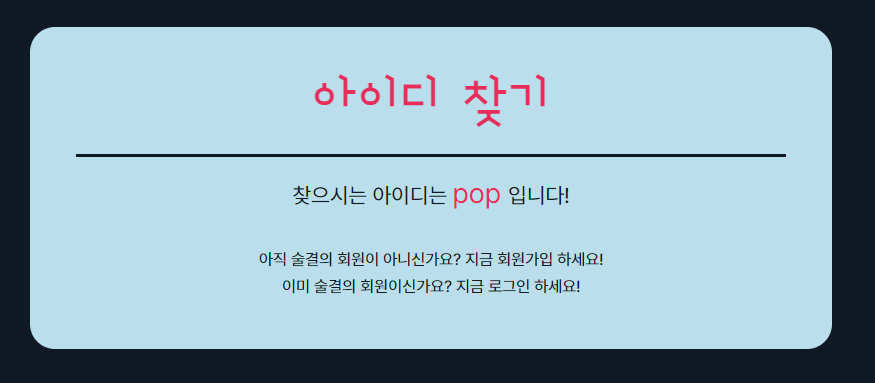 아이디 찾기
찾으시는 아이디는 pop 입니다!
아직 술결의 회원이 아니신가요? 지금 회원가입 하세요!
이미 술결의 회원이신가요? 지금 로그인 하세요!